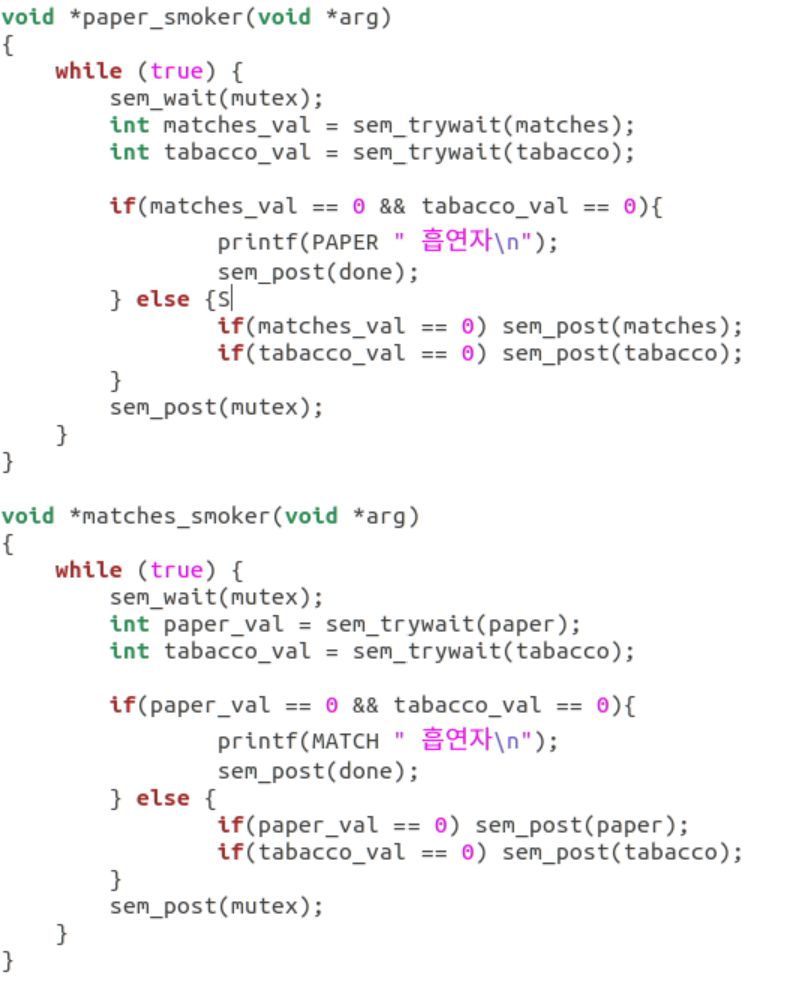 void *paper_smoker(void *arg)
{
    while (true) {
        sem_wait(mutex);
        int matches_val = sem_trywait(matches);
        int tabacco_val = sem_trywait(tabacco);

        if(matches_val == 0 && tabacco_val == 0){
                printf(PAPER " 흡연자\n");
                sem_post(done);
        } else {S
                if(matches_val == 0) sem_post(matches);
                if(tabacco_val == 0) sem_post(tabacco);
        }
        sem_post(mutex);
    }
}

void *matches_smoker(void *arg)
{
    while (true) {
        sem_wait(mutex);
        int paper_val = sem_trywait(paper);
        int tabacco_val = sem_trywait(tabacco);

        if(paper_val == 0 && tabacco_val == 0){
                printf(MATCH " 흡연자\n");
                sem_post(done);
        } else {
                if(paper_val == 0) sem_post(paper);
                if(tabacco_val == 0) sem_post(tabacco);
        }
        sem_post(mutex);
    }
}